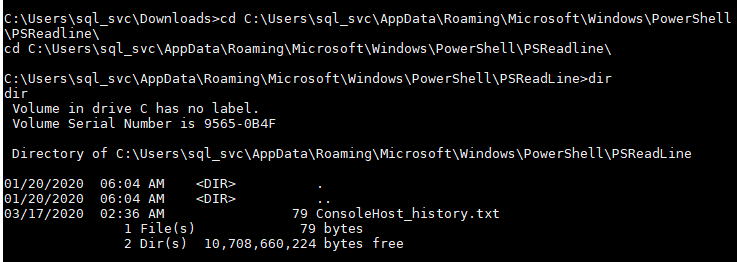 C:\Users\sql_svc\Downloads>cd C:\Users\sql_svc\AppData\Roaming\Microsoft\Windows\PowerShell
\PSReadline\
cd C:\Users\sql_svc\AppData\Roaming\Microsoft\Windows\PowerShell\PSReadline\
C:\Users\sql_svc\AppData\Roaming\Microsoft\Windows\PowerShell\PSReadLine>dir
dir
 Volume in drive C has no label.
 Volume Serial Number is 9565-0B4F
 Directory of C:\Users\sql_svc\AppData\Roaming\Microsoft\Windows\PowerShell\PSReadLine
01/20/2020  06:04 AM    <DIR>          .
01/20/2020  06:04 AM    <DIR>          ..
03/17/2020  02:36 AM                79 ConsoleHost_history.txt
               1 File(s)             79 bytes
               2 Dir(s)  10,708,660,224 bytes free